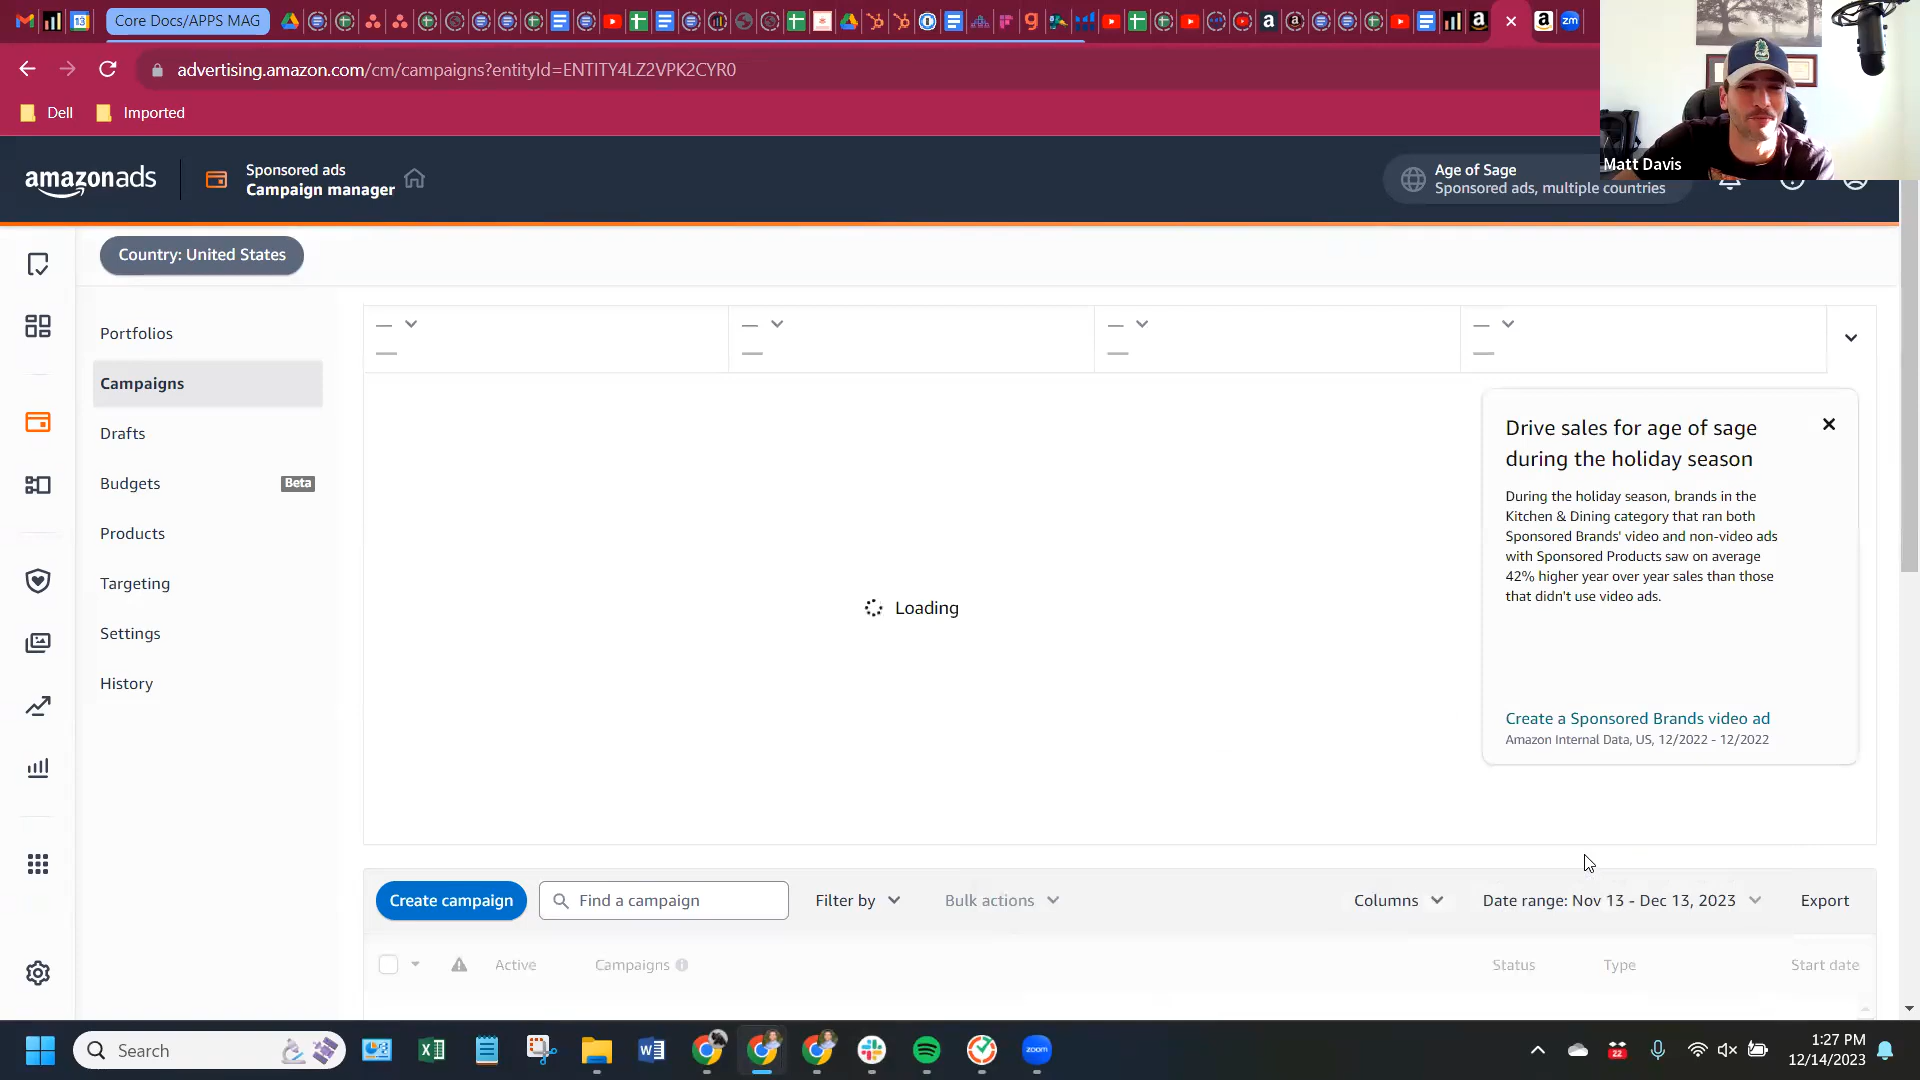 Core Docs/APPS MAG
advertising.amazon.com/cm/campaigns?entityId=ENTITY4LZ2VPK2CYR0
Dell
Imported
Matt Davis
amazonads
Sponsored ads
Campaign manager
Age of Sage
Sponsored ads, multiple countries
Country: United States
Portfolios
Campaigns
Drafts
Budgets
Beta
Products
Targeting
Settings
History
Loading
Drive sales for age of sage
during the holiday season
During the holiday season, brands in the
Kitchen & Dining category that ran both
Sponsored Brands' video and non-video ads
with Sponsored Products saw on average
42% higher year over year sales than those
that didn't use video ads.
Create a Sponsored Brands video ad
Amazon Internal Data, US, 12/2022 - 12/2022
Create campaign
Find a campaign
Filter by
Bulk actions
Columns
Date range: Nov 13 - Dec 13, 2023
Export
Active
Campaigns
Status
Type
Start date
Search
zoom
22
1:27 PM
12/14/2023